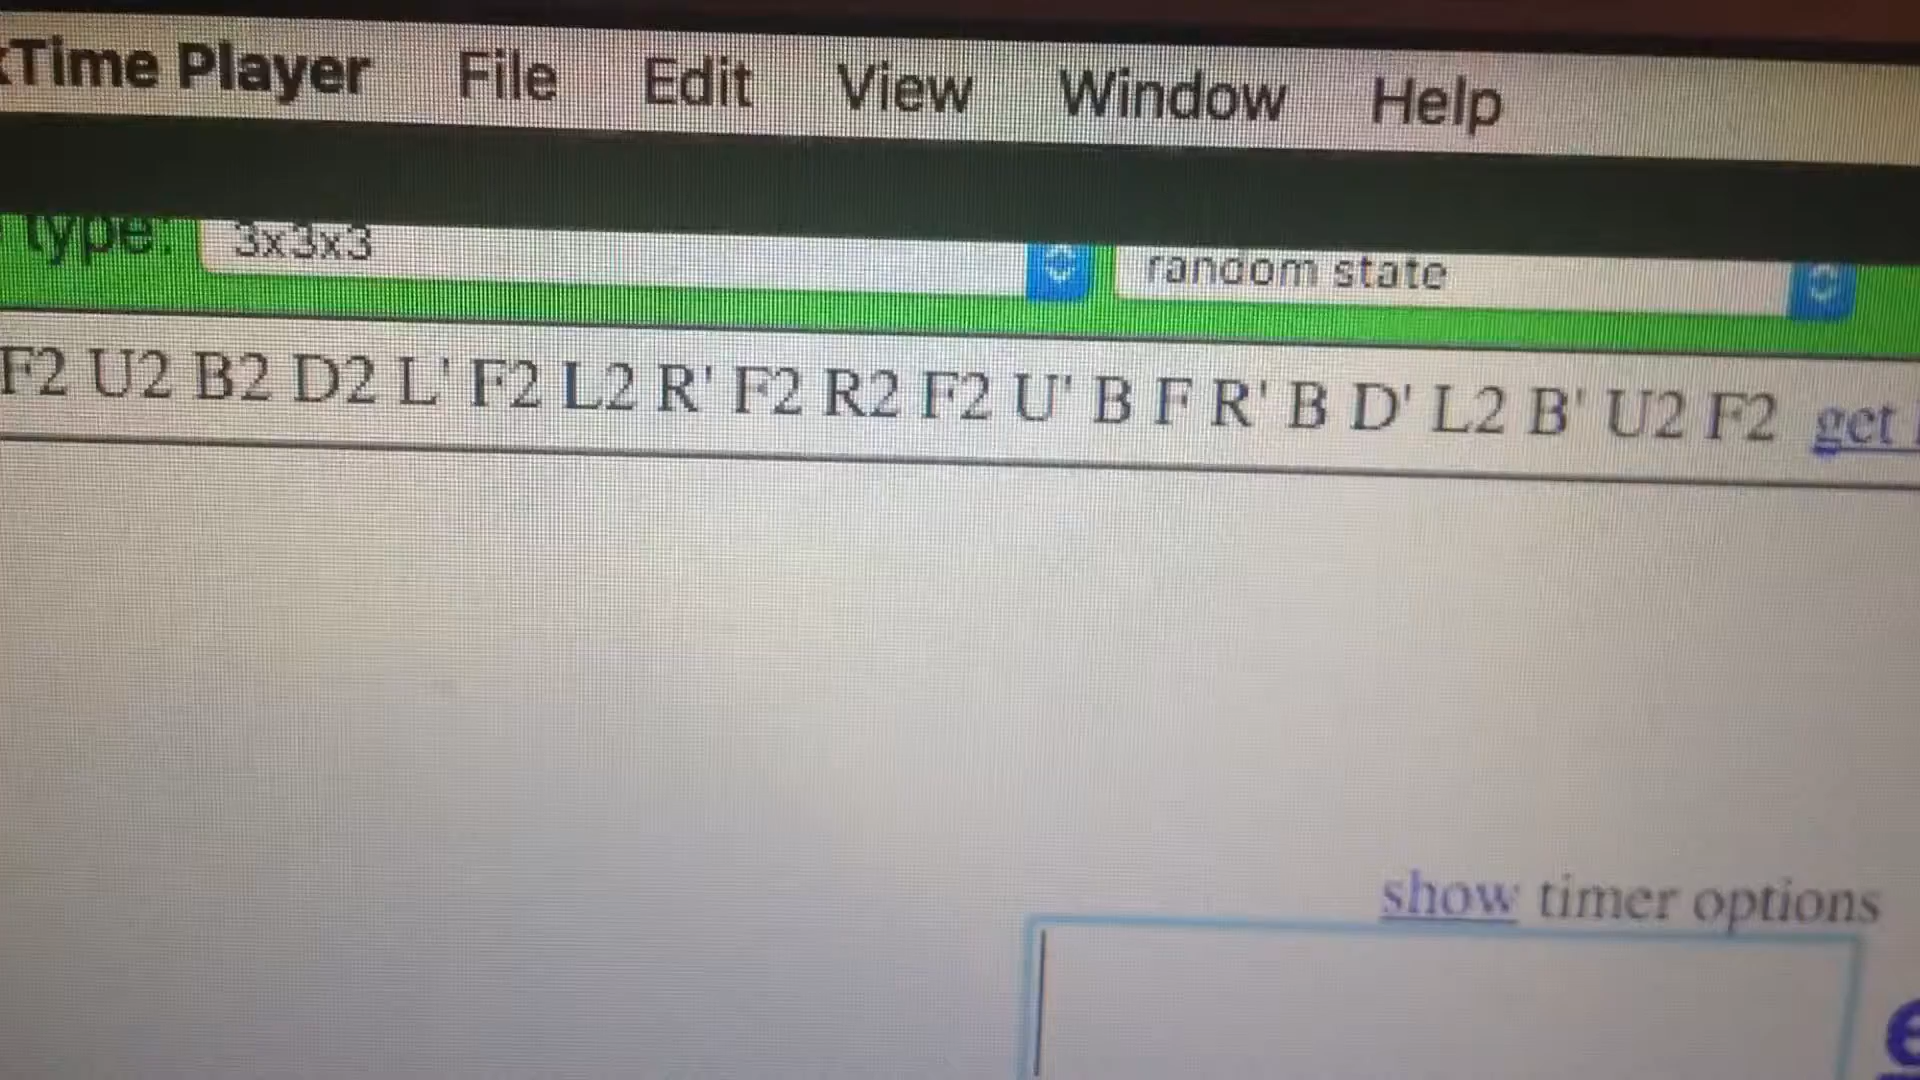 Time Player File Edit View Window Help
type: 3x3x3 random state
F2 U2 B2 D2 L' F2 L2 R' F2 R2 F2 U' B F R' B D' L2 B' U2 F2 get
show timer options